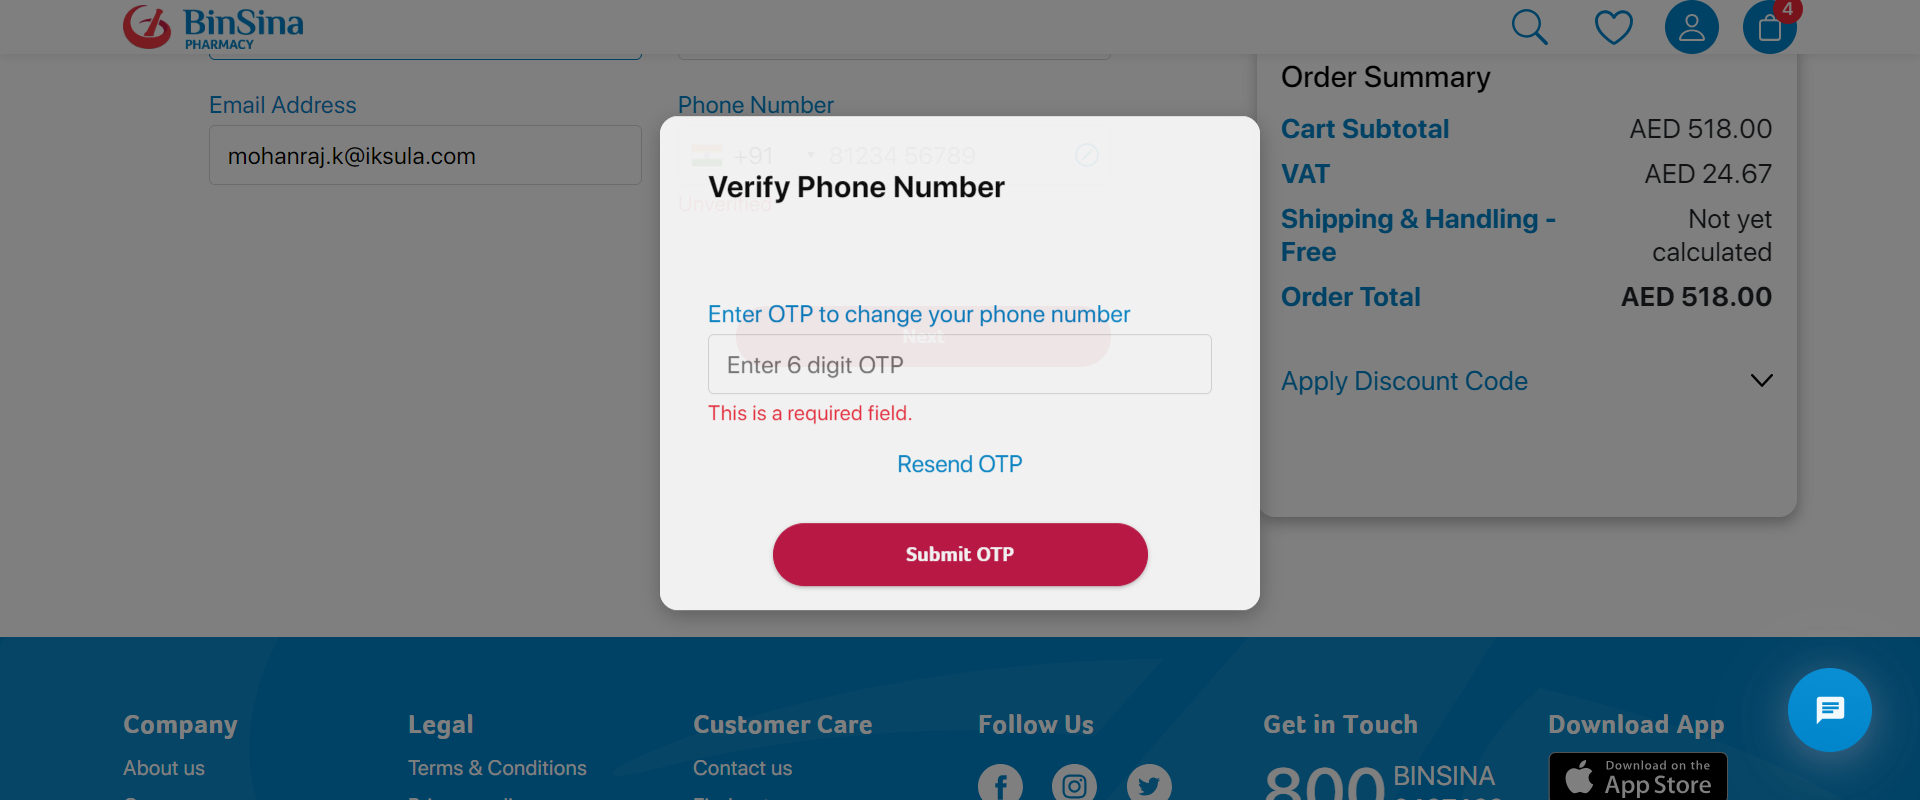 BinSina
PHARMACY
4
Email Address
mohanraj.k@iksula.com
Phone Number
+91
81234 56789
Unverified
Next
Verify Phone Number
Enter OTP to change your phone number
Enter 6 digit OTP
This is a required field.
Resend OTP
Submit OTP
Order Summary
Cart Subtotal AED 518.00
VAT AED 24.67
Shipping & Handling - Not yet
Free calculated
Order Total AED 518.00
Apply Discount Code
Company
About us
Legal
Terms & Conditions
Customer Care
Contact us
Follow Us
Get in Touch
800 BINSINA
Download App
Download on the
App Store